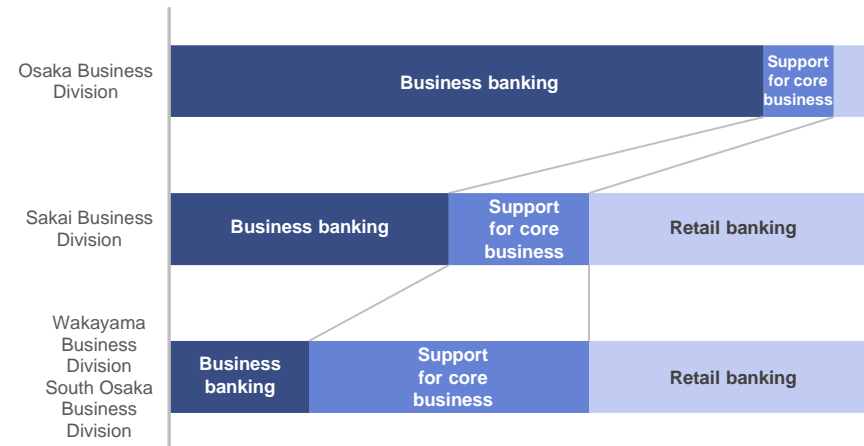 Osaka Business
Division
Business banking
Support
for core
business
Sakai Business
Division
Business banking
Support
for core
business
Retail banking
Wakayama
Business
Division
South Osaka
Business
Division
Business
banking
Support
for core
business
Retail banking